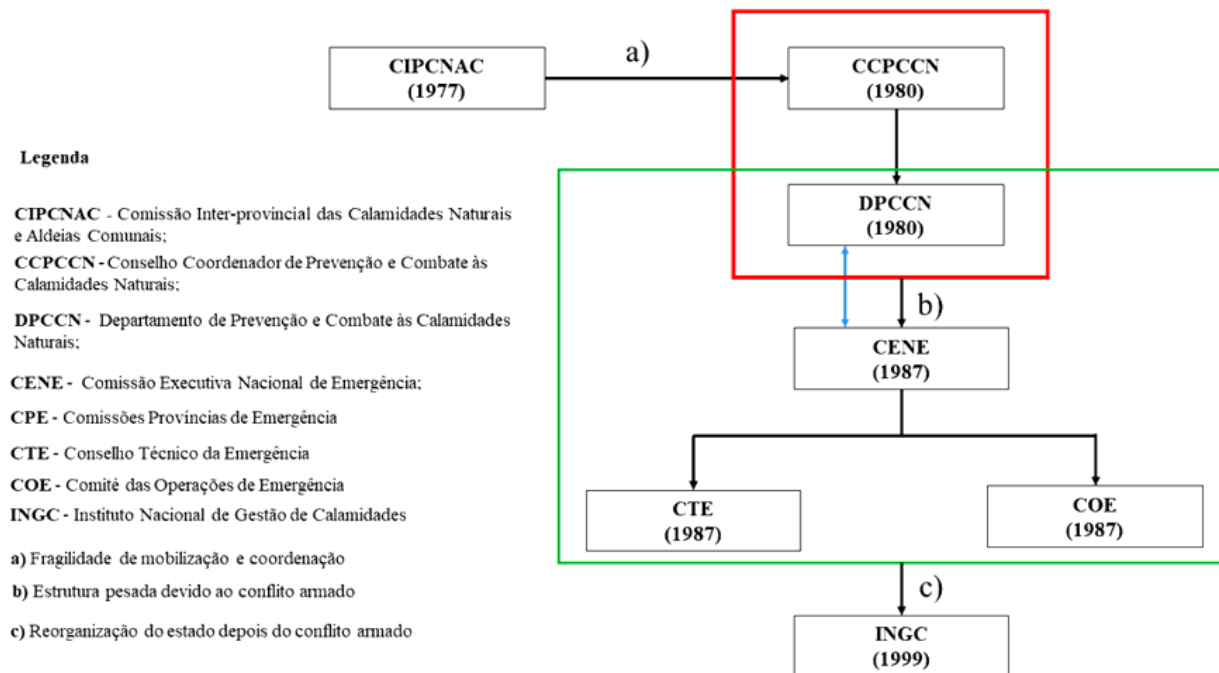 a)
CIPCNAC
(1977)
CCPCCN
(1980)
DPCCN
(1980)
b)
CENE
(1987)
CTE
(1987)
COE
(1987)
c)
INGC
(1999)
Legenda
CIPCNAC - Comissão Inter-provincial das Calamidades Naturais
e Aldeias Comunais;
CCPCCN - Conselho Coordenador de Prevenção e Combate às
Calamidades Naturais;
DPCCN - Departamento de Prevenção e Combate às Calamidades
Naturais;
CENE - Comissão Executiva Nacional de Emergência;
CPE - Comissões Províncias de Emergência
CTE - Conselho Técnico da Emergência
COE - Comité das Operações de Emergência
INGC - Instituto Nacional de Gestão de Calamidades
a) Fragilidade de mobilização e coordenação
b) Estrutura pesada devido ao conflito armado
c) Reorganização do estado depois do conflito armado